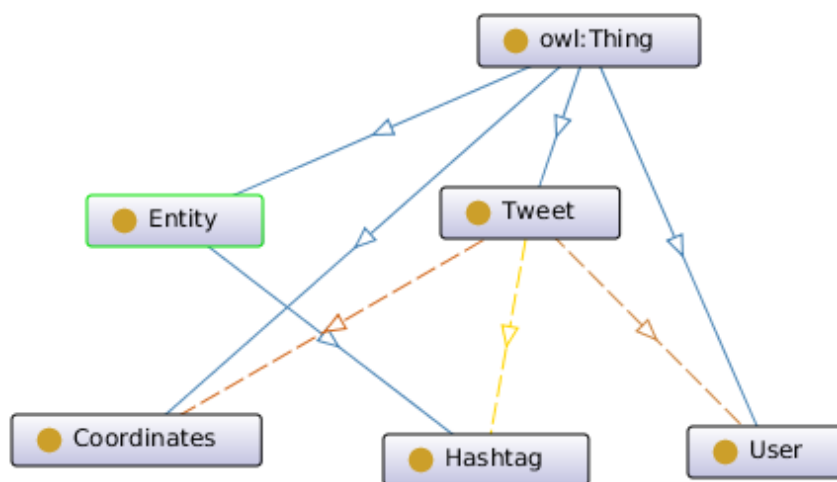 owl:Thing
Entity
Tweet
Coordinates
Hashtag
User